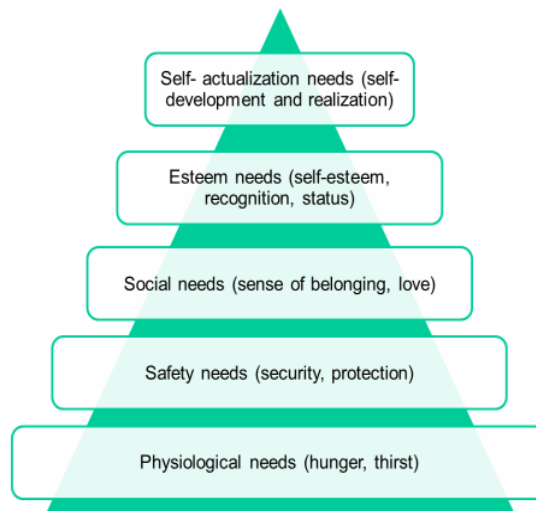 Self- actualization needs (self-
development and realization)
Esteem needs (self-esteem,
recognition, status)
Social needs (sense of belonging, love)
Safety needs (security, protection)
Physiological needs (hunger, thirst)